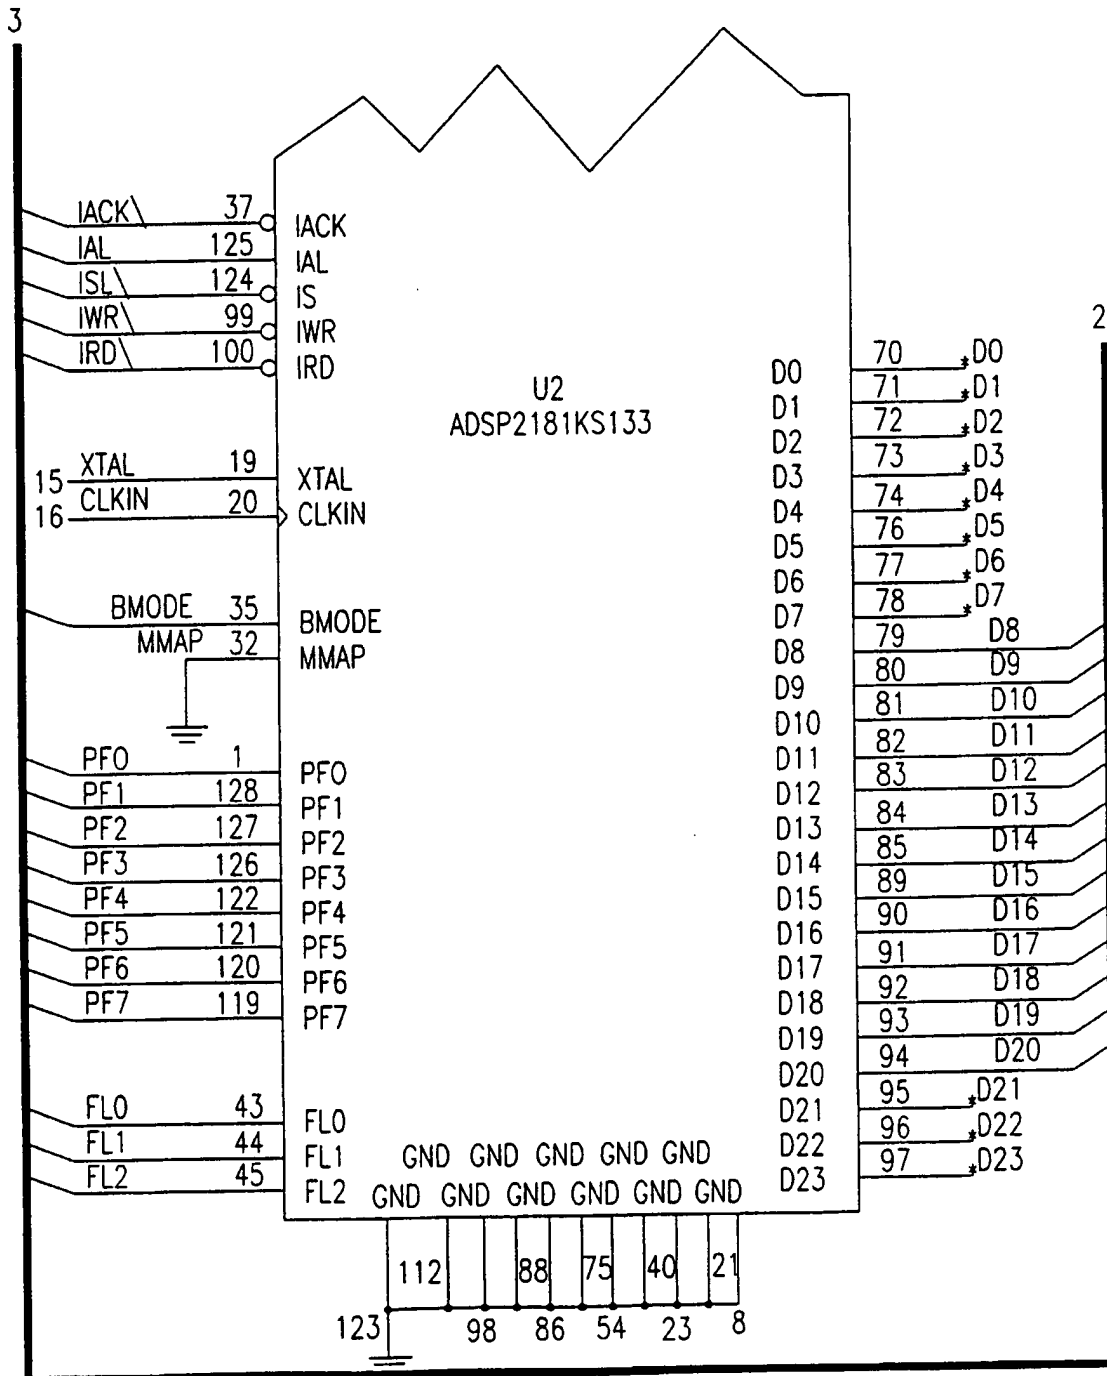 3
IACK\ 37 IACK
IAL 125 IAL
ISL\ 124 IS
IWR\ 99 IWR
IRD\ 100 IRD
2
U2
ADSP2181KS133
XTAL 19 XTAL
15
CLKIN 20 CLKIN
16
BMODE 35 BMODE
MMAP 32 MMAP
PF0 1 PF0
PF1 128 PF1
PF2 127 PF2
PF3 126 PF3
PF4 122 PF4
PF5 121 PF5
PF6 120 PF6
PF7 119 PF7
FL0 43 FL0
FL1 44 FL1
FL2 45 FL2
D0 70 *D0
D1 71 *D1
D2 72 *D2
D3 73 *D3
D4 74 *D4
D5 76 *D5
D6 77 *D6
D7 78 *D7
D8 79 D8
D9 80 D9
D10 81 D10
D11 82 D11
D12 83 D12
D13 84 D13
D14 85 D14
D15 89 D15
D16 90 D16
D17 91 D17
D18 92 D18
D19 93 D19
D20 94 D20
D21 95 *D21
D22 96 *D22
D23 97 *D23
GND GND GND GND GND
GND GND GND GND GND GND
112 88 75 40 21
123 98 86 54 23 8